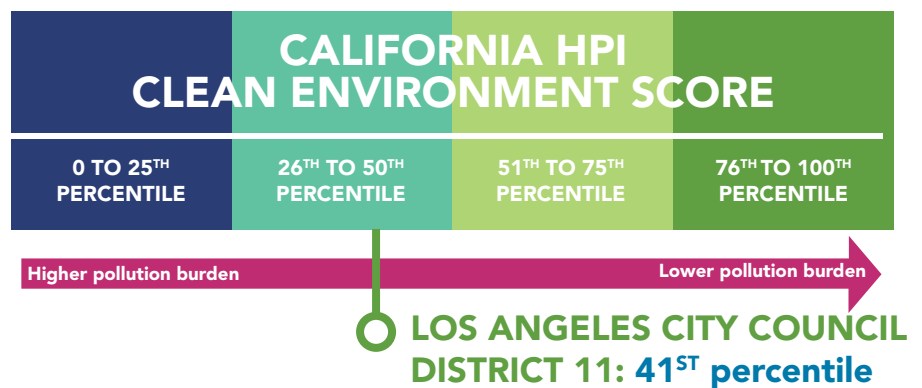 CALIFORNIA HPI
CLEAN ENVIRONMENT SCORE
0 TO 25TH
PERCENTILE
26TH TO 50TH
PERCENTILE
51TH TO 75TH
PERCENTILE
76TH TO 100TH
PERCENTILE
Higher pollution burden
Lower pollution burden
LOS ANGELES CITY COUNCIL
DISTRICT 11: 41ST percentile